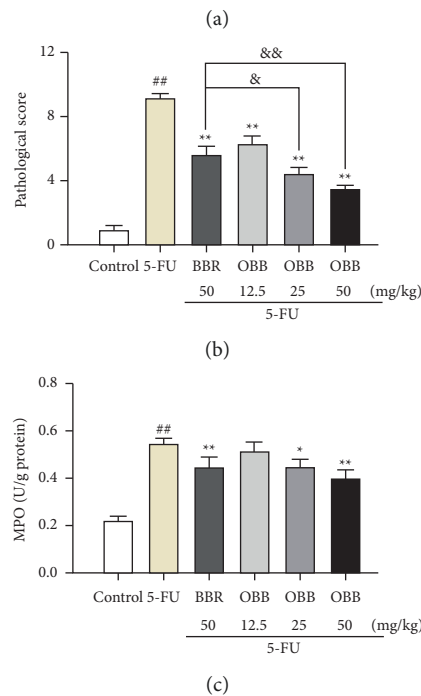 (a)
12
8
4
0
Pathological score
##
**
**
**
**
&
&&
Control 5-FU BBR OBB OBB OBB
50 12.5 25 50 (mg/kg)
5-FU
(b)
0.8
0.6
0.4
0.2
0.0
MPO (U/g protein)
##
**
*
**
Control 5-FU BBR OBB OBB OBB
50 12.5 25 50 (mg/kg)
5-FU
(c)